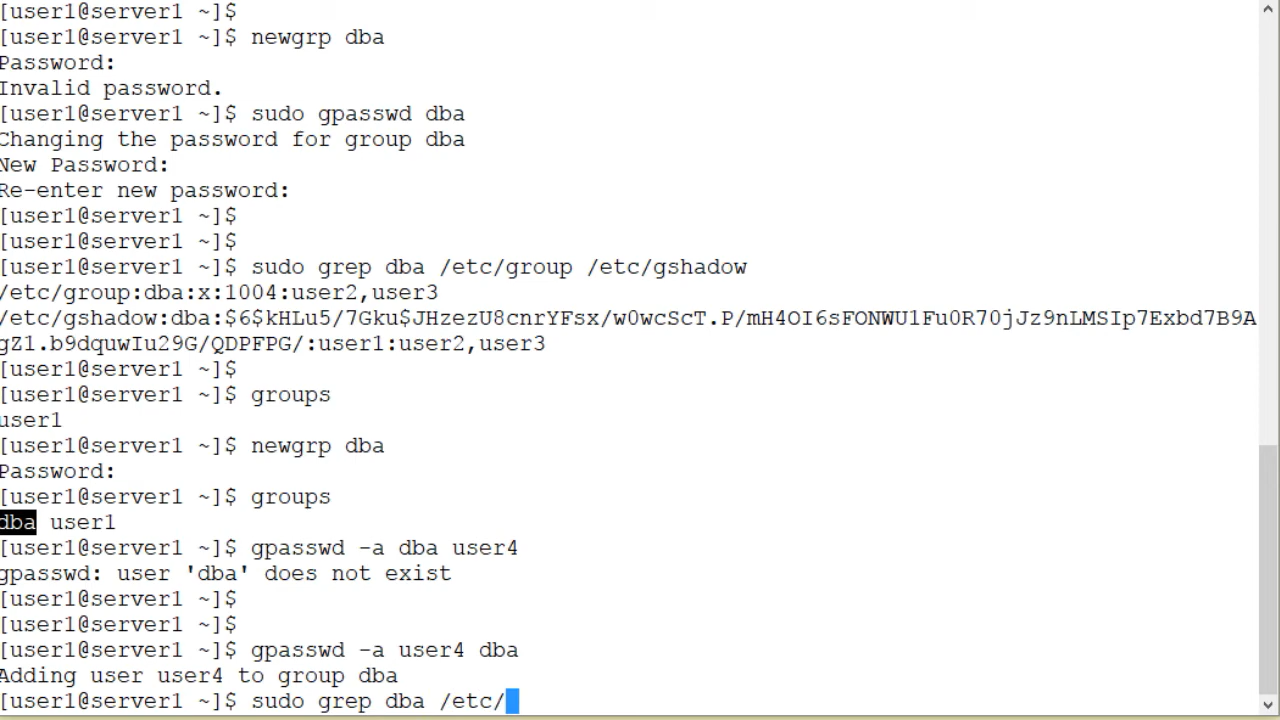 [user1@server1 ~]$
[user1@server1 ~]$ newgrp dba
Password:
Invalid password.
[user1@server1 ~]$ sudo gpasswd dba
Changing the password for group dba
New Password:
Re-enter new password:
[user1@server1 ~]$
[user1@server1 ~]$
[user1@server1 ~]$ sudo grep dba /etc/group /etc/gshadow
/etc/group:dba:x:1004:user2,user3
/etc/gshadow:dba:$6$kHLu5/7Gku$JHzezU8cnrYFsx/w0wcScT.P/mH4OI6sFONWU1Fu0R70jJz9nLMSIp7Exbd7B9A
gZ1.b9dquwIu29G/QDPFPG/:user1:user2,user3
[user1@server1 ~]$
[user1@server1 ~]$ groups
user1
[user1@server1 ~]$ newgrp dba
Password:
[user1@server1 ~]$ groups
dba user1
[user1@server1 ~]$ gpasswd -a dba user4
gpasswd: user 'dba' does not exist
[user1@server1 ~]$
[user1@server1 ~]$
[user1@server1 ~]$ gpasswd -a user4 dba
Adding user user4 to group dba
[user1@server1 ~]$ sudo grep dba /etc/